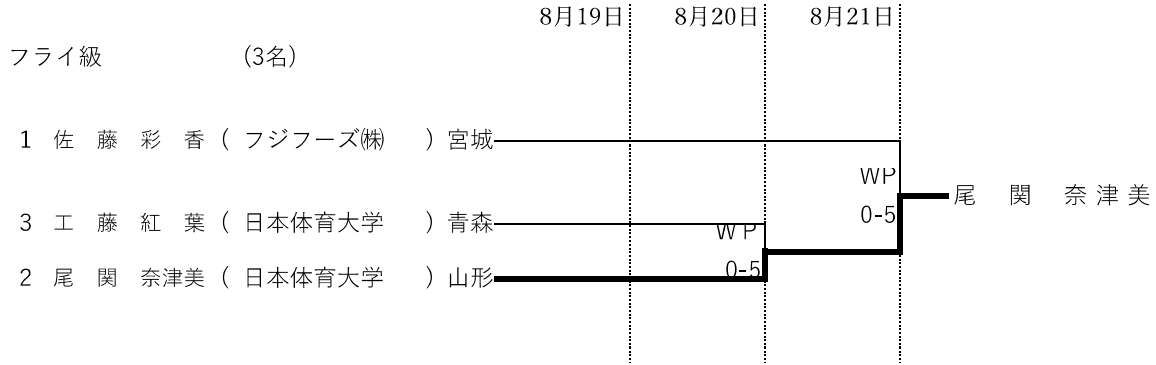 8月19日 8月20日 8月21日
フライ級 (3名)
1 佐 藤 彩 香 ( フジフーズ㈱ ) 宮城
WP
尾 関 奈津美
0-5
3 工 藤 紅 葉 ( 日本体育大学 ) 青森
WP
0-5
2 尾 関 奈津美 ( 日本体育大学 ) 山形